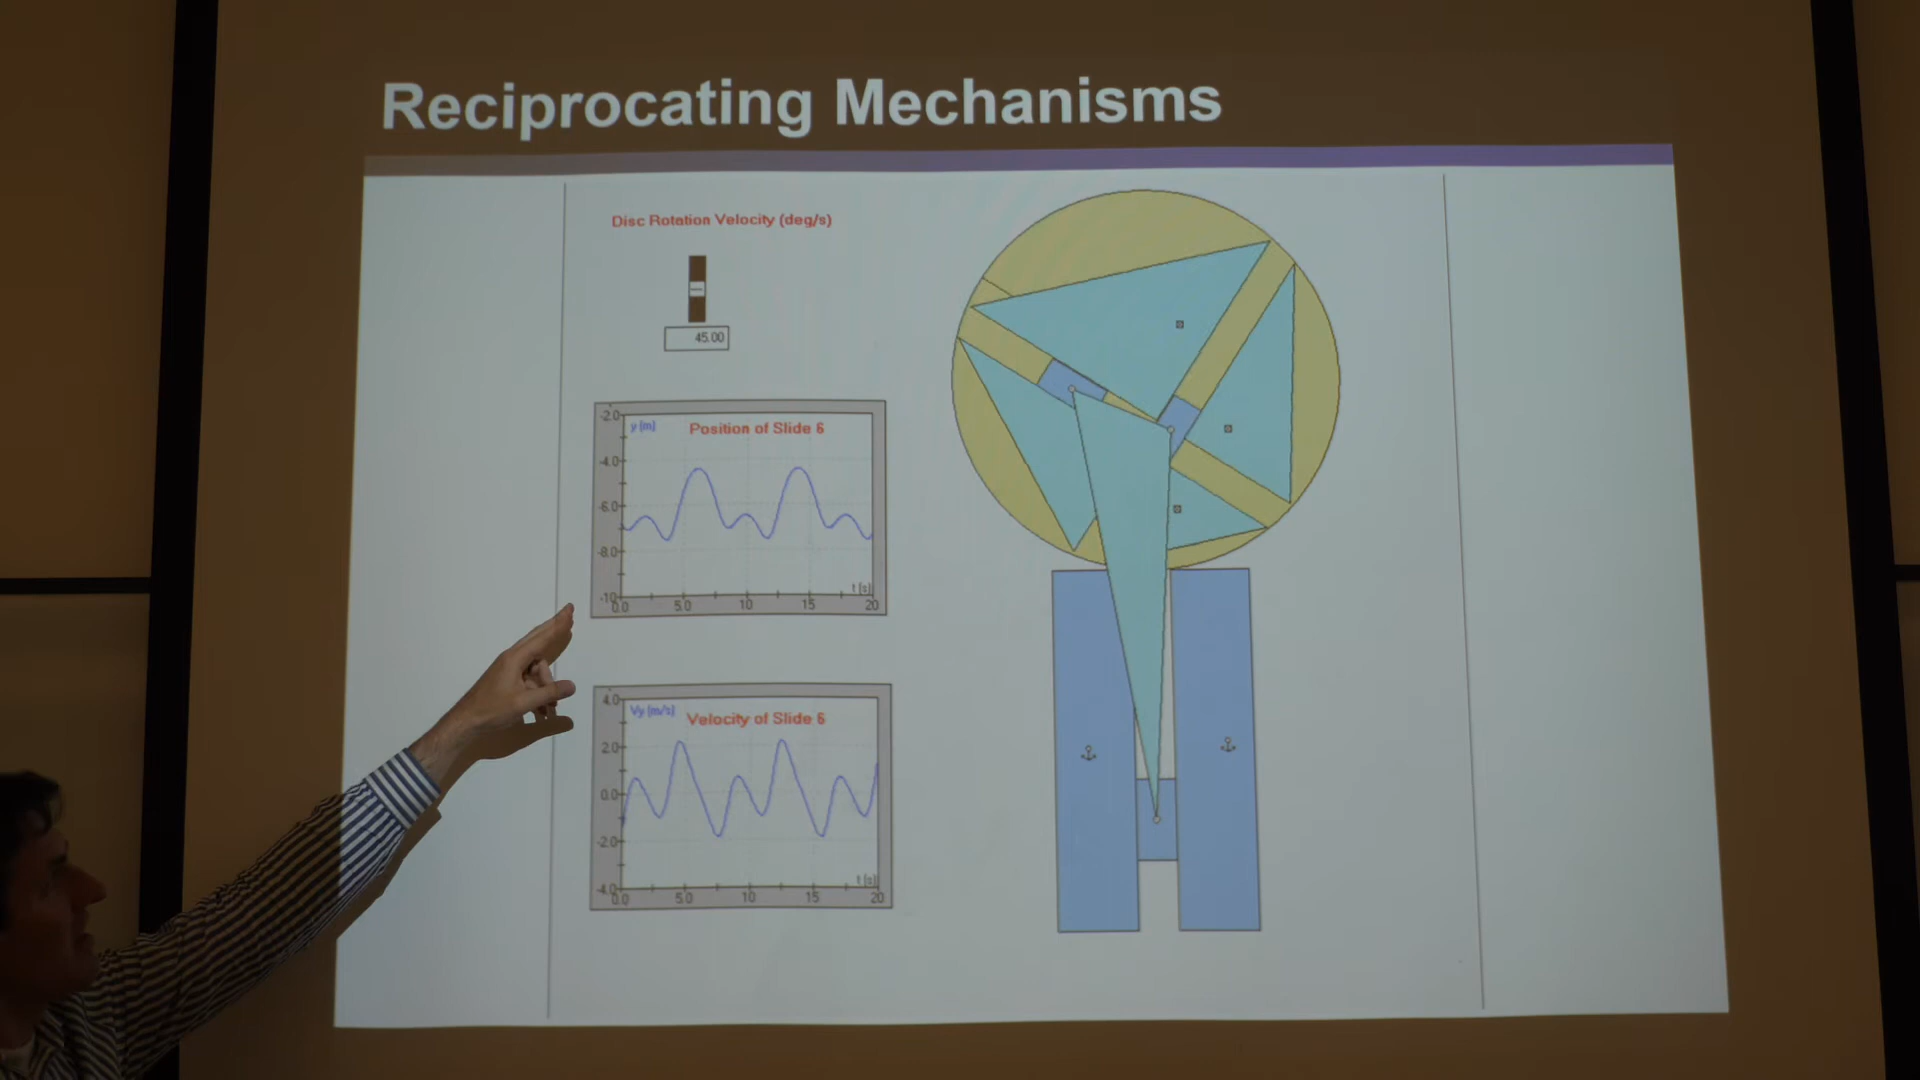 Reciprocating Mechanisms
Disc Rotation Velocity (deg/s)
45.00
-2.0
y [m]
Position of Slide 6
-4.0
-6.0
-8.0
-10
t [s]
0.0 5.0 10 15 20
4.0
Vy [m/s]
Velocity of Slide 6
2.0
0.0
-2.0
-4.0
t [s]
0.0 5.0 10 15 20